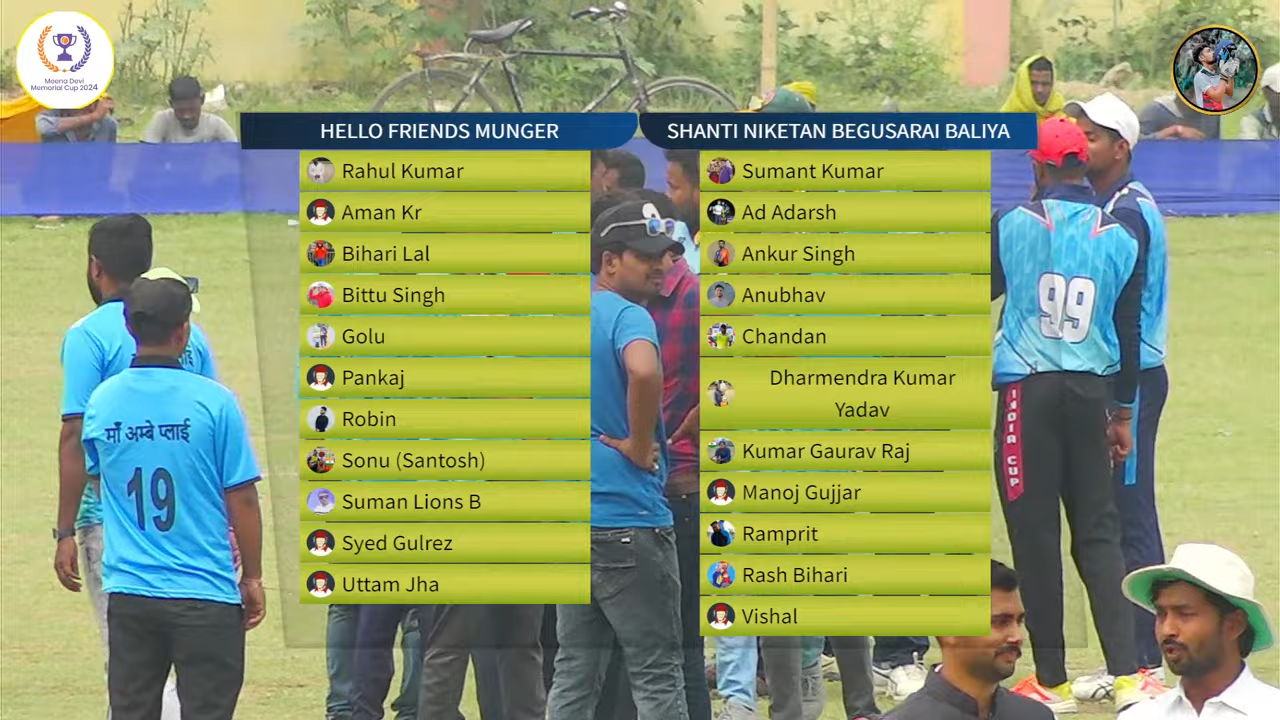 Meena Devi
Memorial Cup 2024
HELLO FRIENDS MUNGER
Rahul Kumar
Aman Kr
Bihari Lal
Bittu Singh
Golu
Pankaj
Robin
Sonu (Santosh)
Suman Lions B
Syed Gulrez
Uttam Jha
SHANTI NIKETAN BEGUSARAI BALIYA
Sumant Kumar
Ad Adarsh
Ankur Singh
Anubhav
Chandan
Dharmendra Kumar
Yadav
Kumar Gaurav Raj
Manoj Gujjar
Ramprit
Rash Bihari
Vishal
माँ अम्बे प्लाई
19
99
INDIA CUP